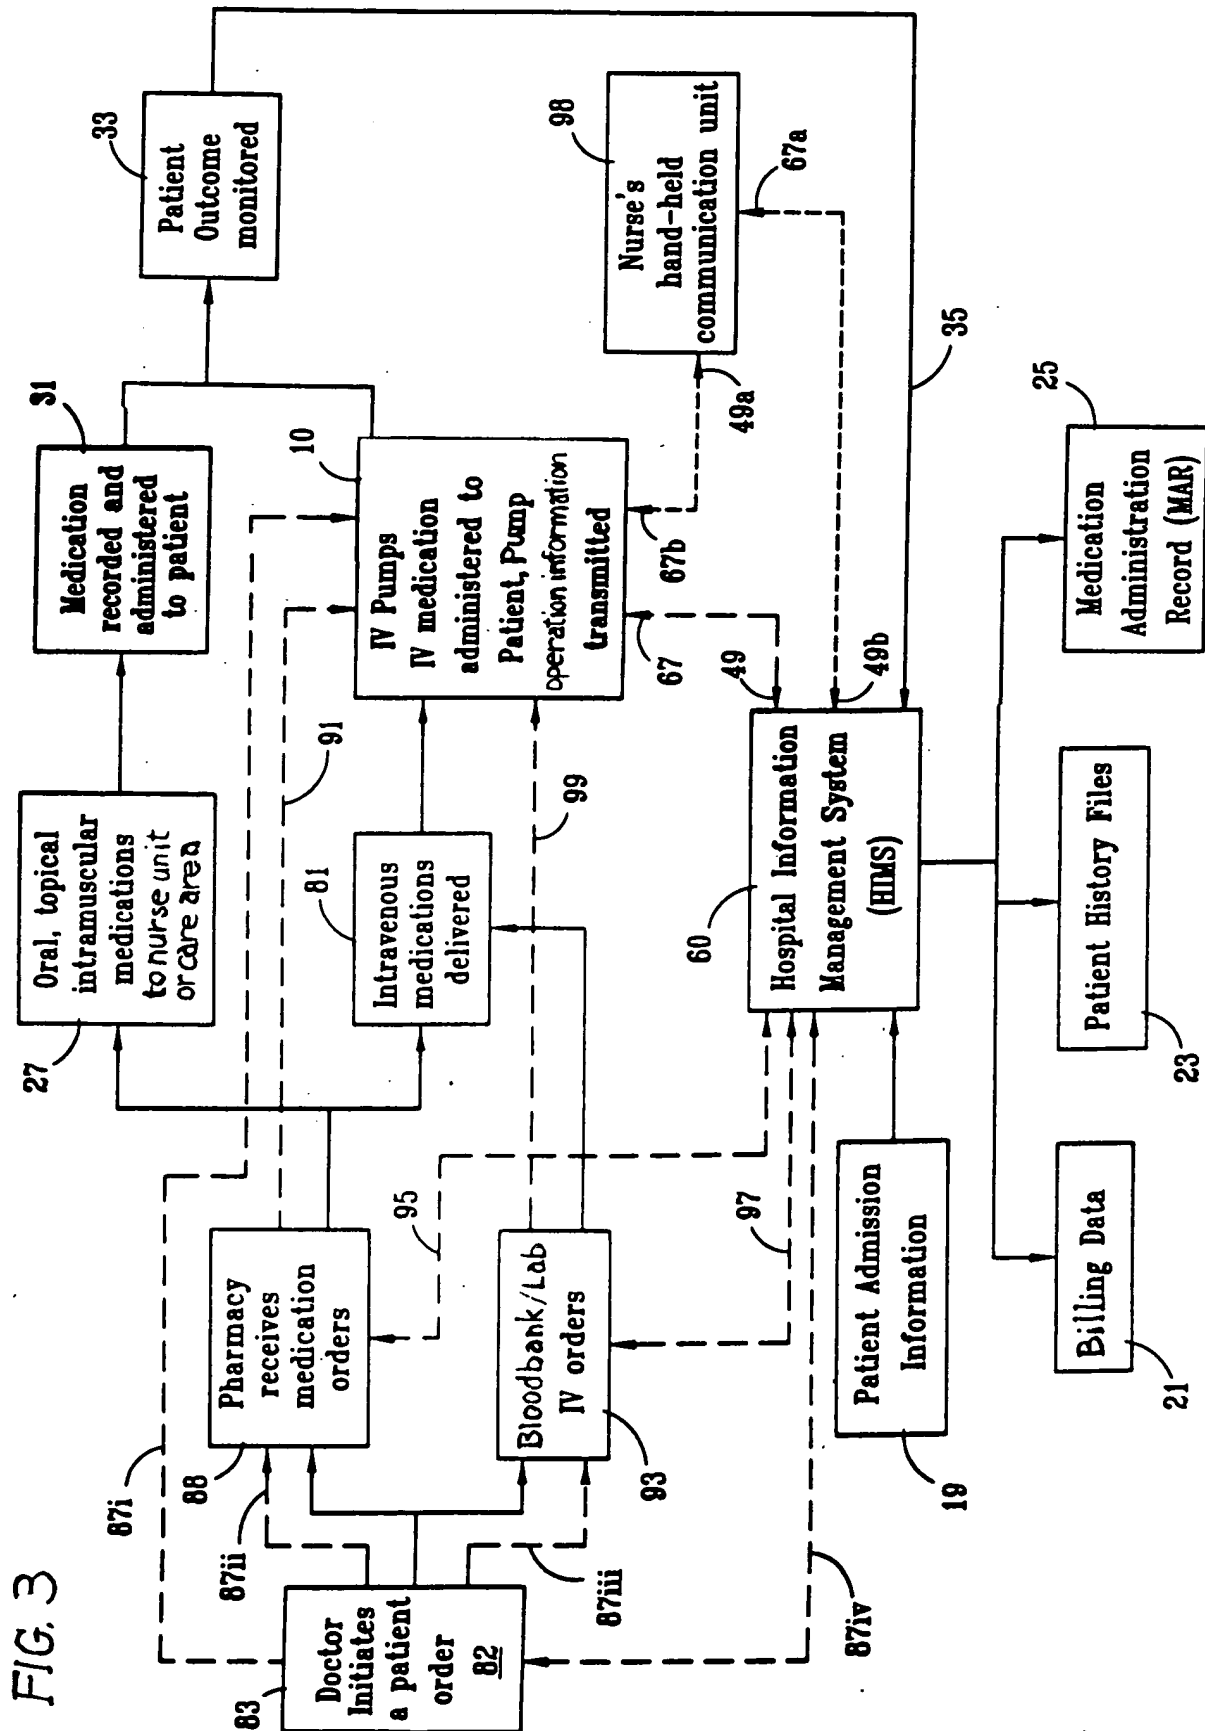 FIG. 3
83
Doctor
Initiates
a patient
order
82
87i
87ii
87iii
87iv
88
Pharmacy
receives
medication
orders
Bloodbank/Lab
IV orders
93
95
97
27
Oral, topical
intramuscular
medications
to nurse unit
or care area
91
81
Intravenous
medications
delivered
99
31
Medication
recorded and
administered
to patient
10
IV Pumps
IV medication
administered to
Patient, Pump
operation information
transmitted
67
67b
49
49a
49b
67a
33
Patient
Outcome
monitored
98
Nurse's
hand-held
communication unit
35
60
Hospital Information
Management System
(HIMS)
Patient Admission
Information
19
Billing Data
21
Patient History Files
23
25
Medication
Administration
Record (MAR)